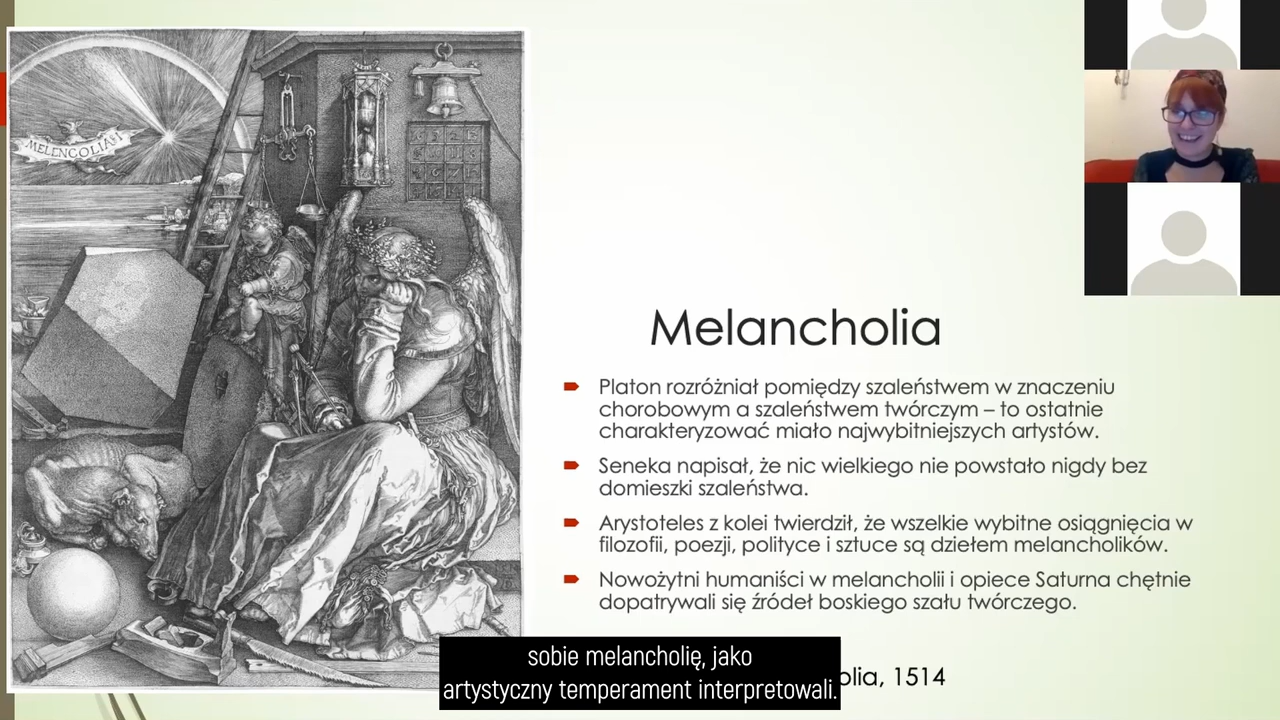 MELENCOLIA I
Melancholia
Platon rozróżniał pomiędzy szaleństwem w znaczeniu
chorobowym a szaleństwem twórczym – to ostatnie
charakteryzować miało najwybitniejszych artystów.
Seneka napisał, że nic wielkiego nie powstało nigdy bez
domieszki szaleństwa.
Arystoteles z kolei twierdził, że wszelkie wybitne osiągnięcia w
filozofii, poezji, polityce i sztuce są dziełem melancholików.
Nowożytni humaniści w melancholii i opiece Saturna chętnie
dopatrywali się źródeł boskiego szału twórczego.
sobie melancholię, jako
artystyczny temperament interpretowali.
olia, 1514